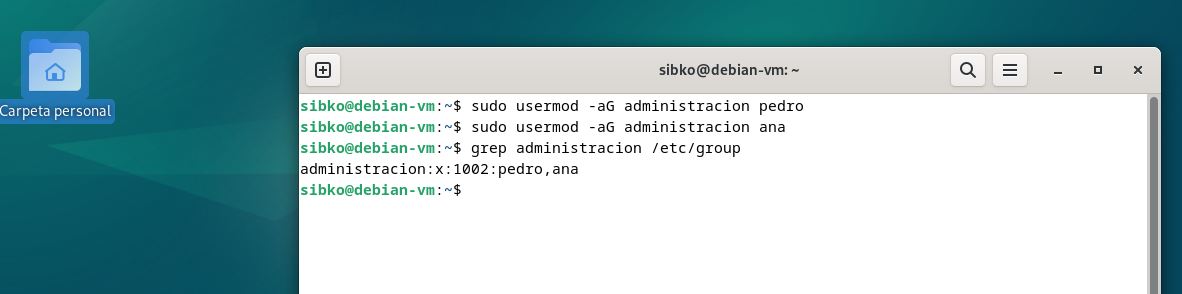 Carpeta personal
sibko@debian-vm: ~
sibko@debian-vm:~$ sudo usermod -aG administracion pedro
sibko@debian-vm:~$ sudo usermod -aG administracion ana
sibko@debian-vm:~$ grep administracion /etc/group
administracion:x:1002:pedro,ana
sibko@debian-vm:~$